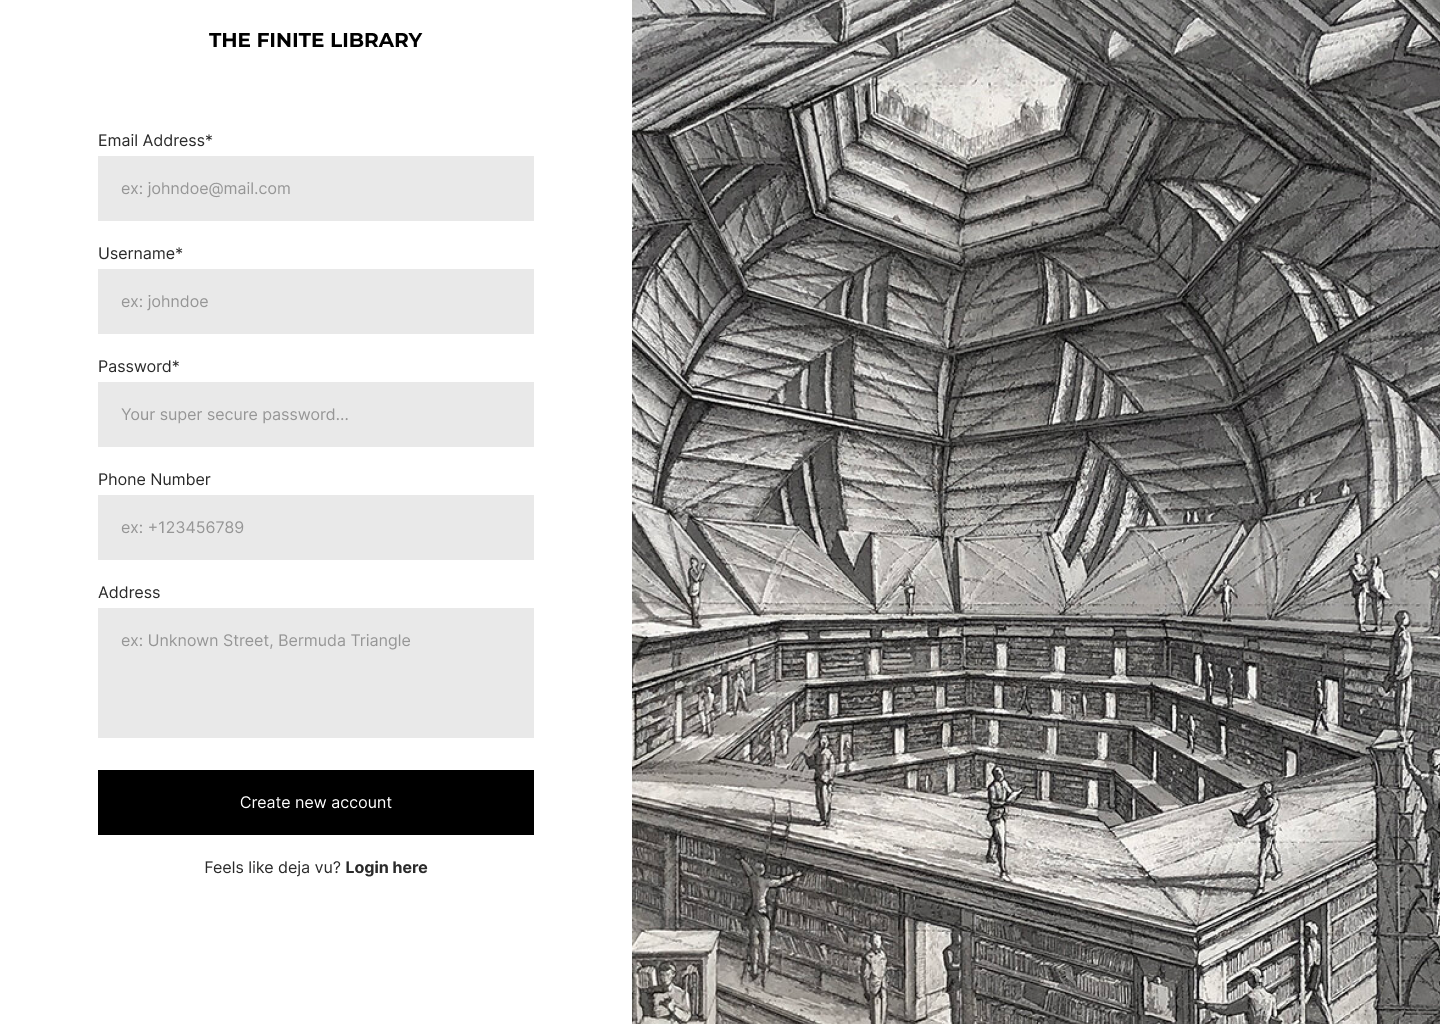 THE FINITE LIBRARY
Email Address*
ex: johndoe@mail.com
Username*
ex: johndoe
Password*
Your super secure password...
Phone Number
ex: +123456789
Address
ex: Unknown Street, Bermuda Triangle
Create new account
Feels like deja vu? Login here